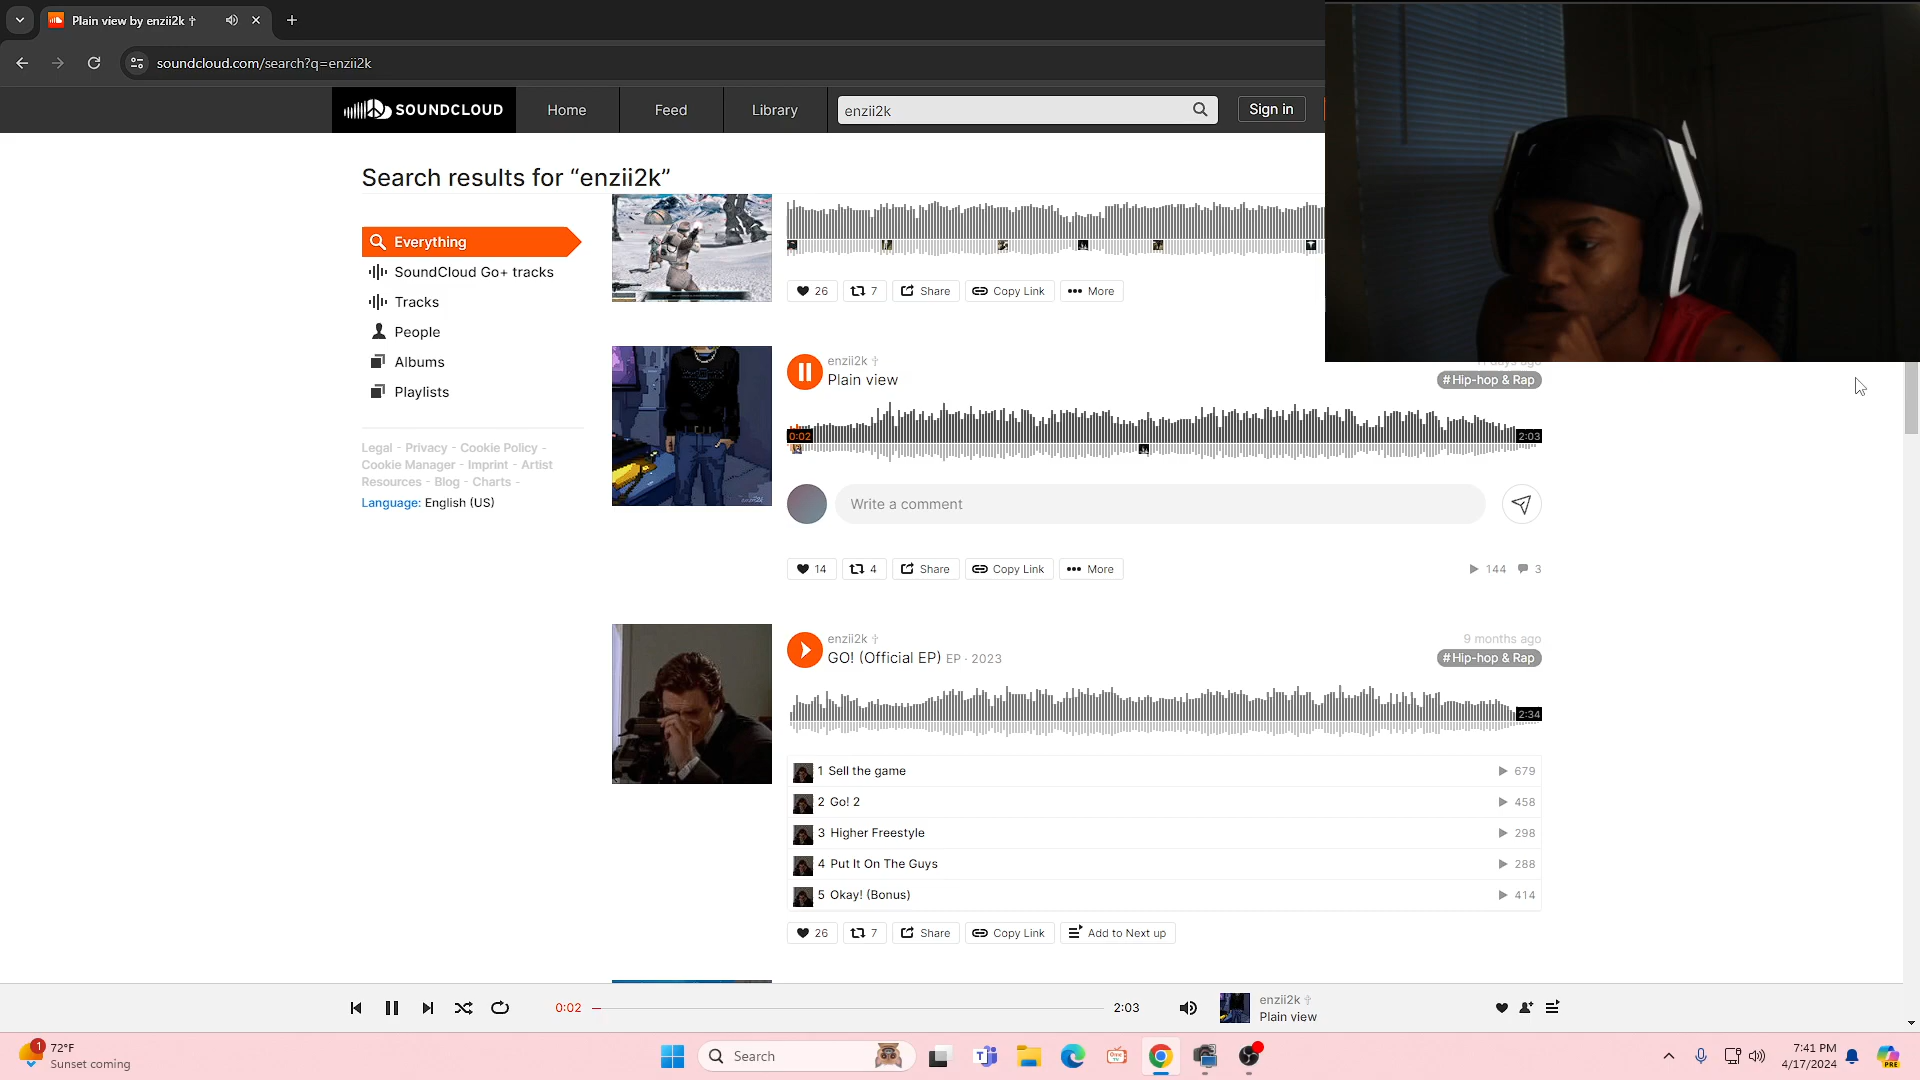 Plain view by enzii2k †
soundcloud.com/search?q=enzii2k
SOUNDCLOUD
Home
Feed
Library
enzii2k
Sign in
Search results for “enzii2k”
Everything
SoundCloud Go+ tracks
Tracks
People
Albums
Playlists
Legal - Privacy - Cookie Policy -
Cookie Manager - Imprint - Artist
Resources - Blog - Charts -
Language: English (US)
26
7
Share
Copy Link
More
enzii2k †
Plain view
# Hip-hop & Rap
0:02
2:03
Write a comment
14
4
Share
Copy Link
More
144
3
enzii2k †
9 months ago
GO! (Official EP) EP · 2023
# Hip-hop & Rap
2:34
1 Sell the game
679
2 Go! 2
458
3 Higher Freestyle
298
4 Put It On The Guys
288
5 Okay! (Bonus)
414
26
7
Share
Copy Link
Add to Next up
0:02
2:03
enzii2k †
Plain view
1
72°F
Sunset coming
Search
7:41 PM
4/17/2024
PRE